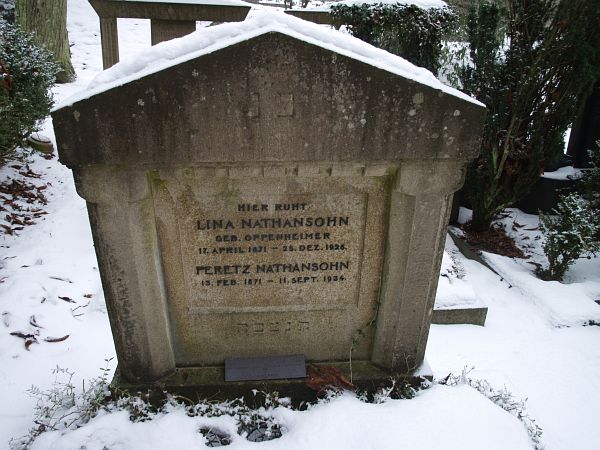 HIER RUHT
LINA NATHANSOHN
GEB. OPPENHEIMER
17. APRIL 1871 – 25. DEZ. 1926.
PERETZ NATHANSOHN
13. FEB. 1871 – 11. SEPT. 1934.
תנצבה